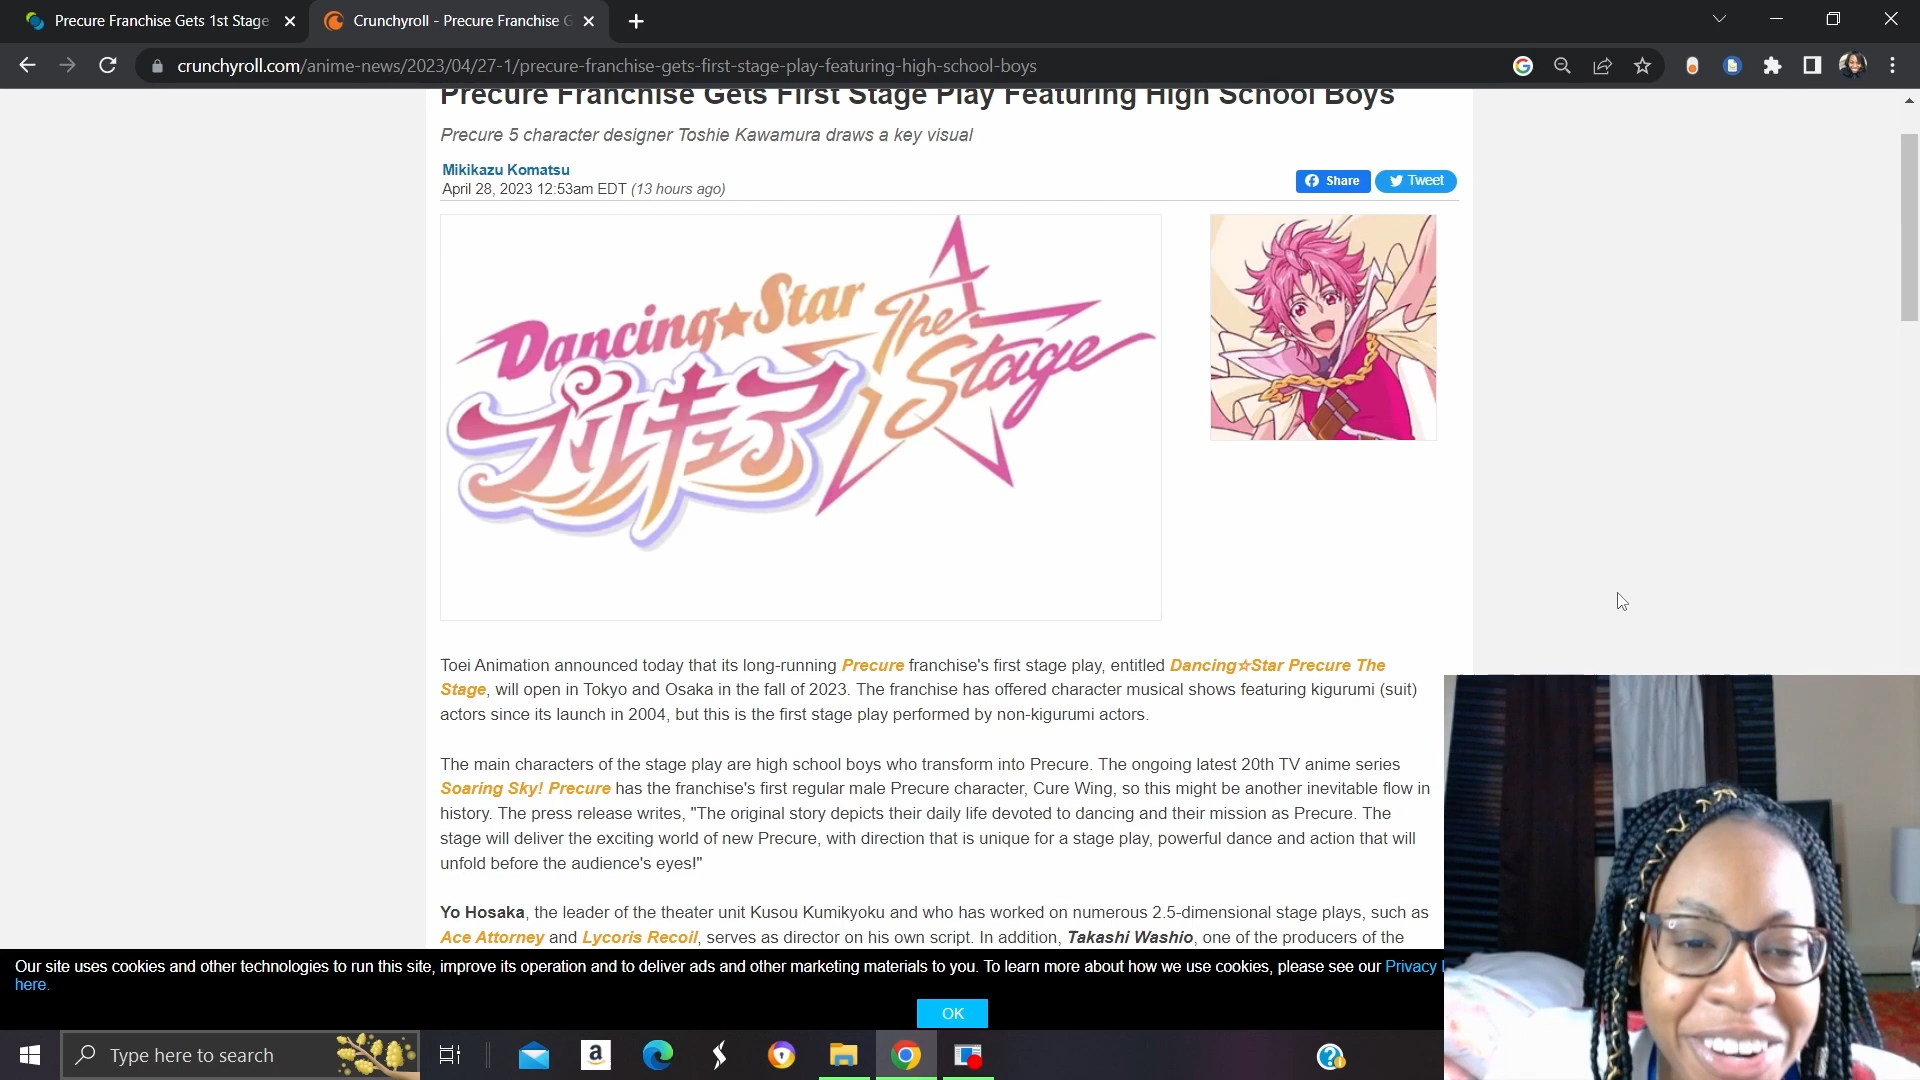 Precure Franchise Gets 1st Stage
Crunchyroll - Precure Franchise G
crunchyroll.com/anime-news/2023/04/27-1/precure-franchise-gets-first-stage-play-featuring-high-school-boys
Precure Franchise Gets First Stage Play Featuring High School Boys
Precure 5 character designer Toshie Kawamura draws a key visual
Mikikazu Komatsu
April 28, 2023 12:53am EDT (13 hours ago)
Share
Tweet
Dancing★Star
プリキュア
The
Stage
Toei Animation announced today that its long-running Precure franchise's first stage play, entitled Dancing☆Star Precure The
Stage, will open in Tokyo and Osaka in the fall of 2023. The franchise has offered character musical shows featuring kigurumi (suit)
actors since its launch in 2004, but this is the first stage play performed by non-kigurumi actors.
The main characters of the stage play are high school boys who transform into Precure. The ongoing latest 20th TV anime series
Soaring Sky! Precure has the franchise's first regular male Precure character, Cure Wing, so this might be another inevitable flow in
history. The press release writes, "The original story depicts their daily life devoted to dancing and their mission as Precure. The
stage will deliver the exciting world of new Precure, with direction that is unique for a stage play, powerful dance and action that will
unfold before the audience's eyes!"
Yo Hosaka, the leader of the theater unit Kusou Kumikyoku and who has worked on numerous 2.5-dimensional stage plays, such as
Ace Attorney and Lycoris Recoil, serves as director on his own script. In addition, Takashi Washio, one of the producers of the
Our site uses cookies and other technologies to run this site, improve its operation and to deliver ads and other marketing materials to you. To learn more about how we use cookies, please see our Privacy
here.
OK
Type here to search